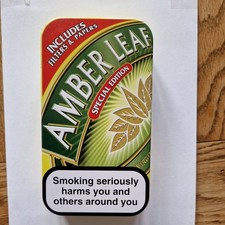 INCLUDES
FILTERS & PAPERS
AMBER LEAF
SPECIAL EDITION
Smoking seriously
harms you and
others around you